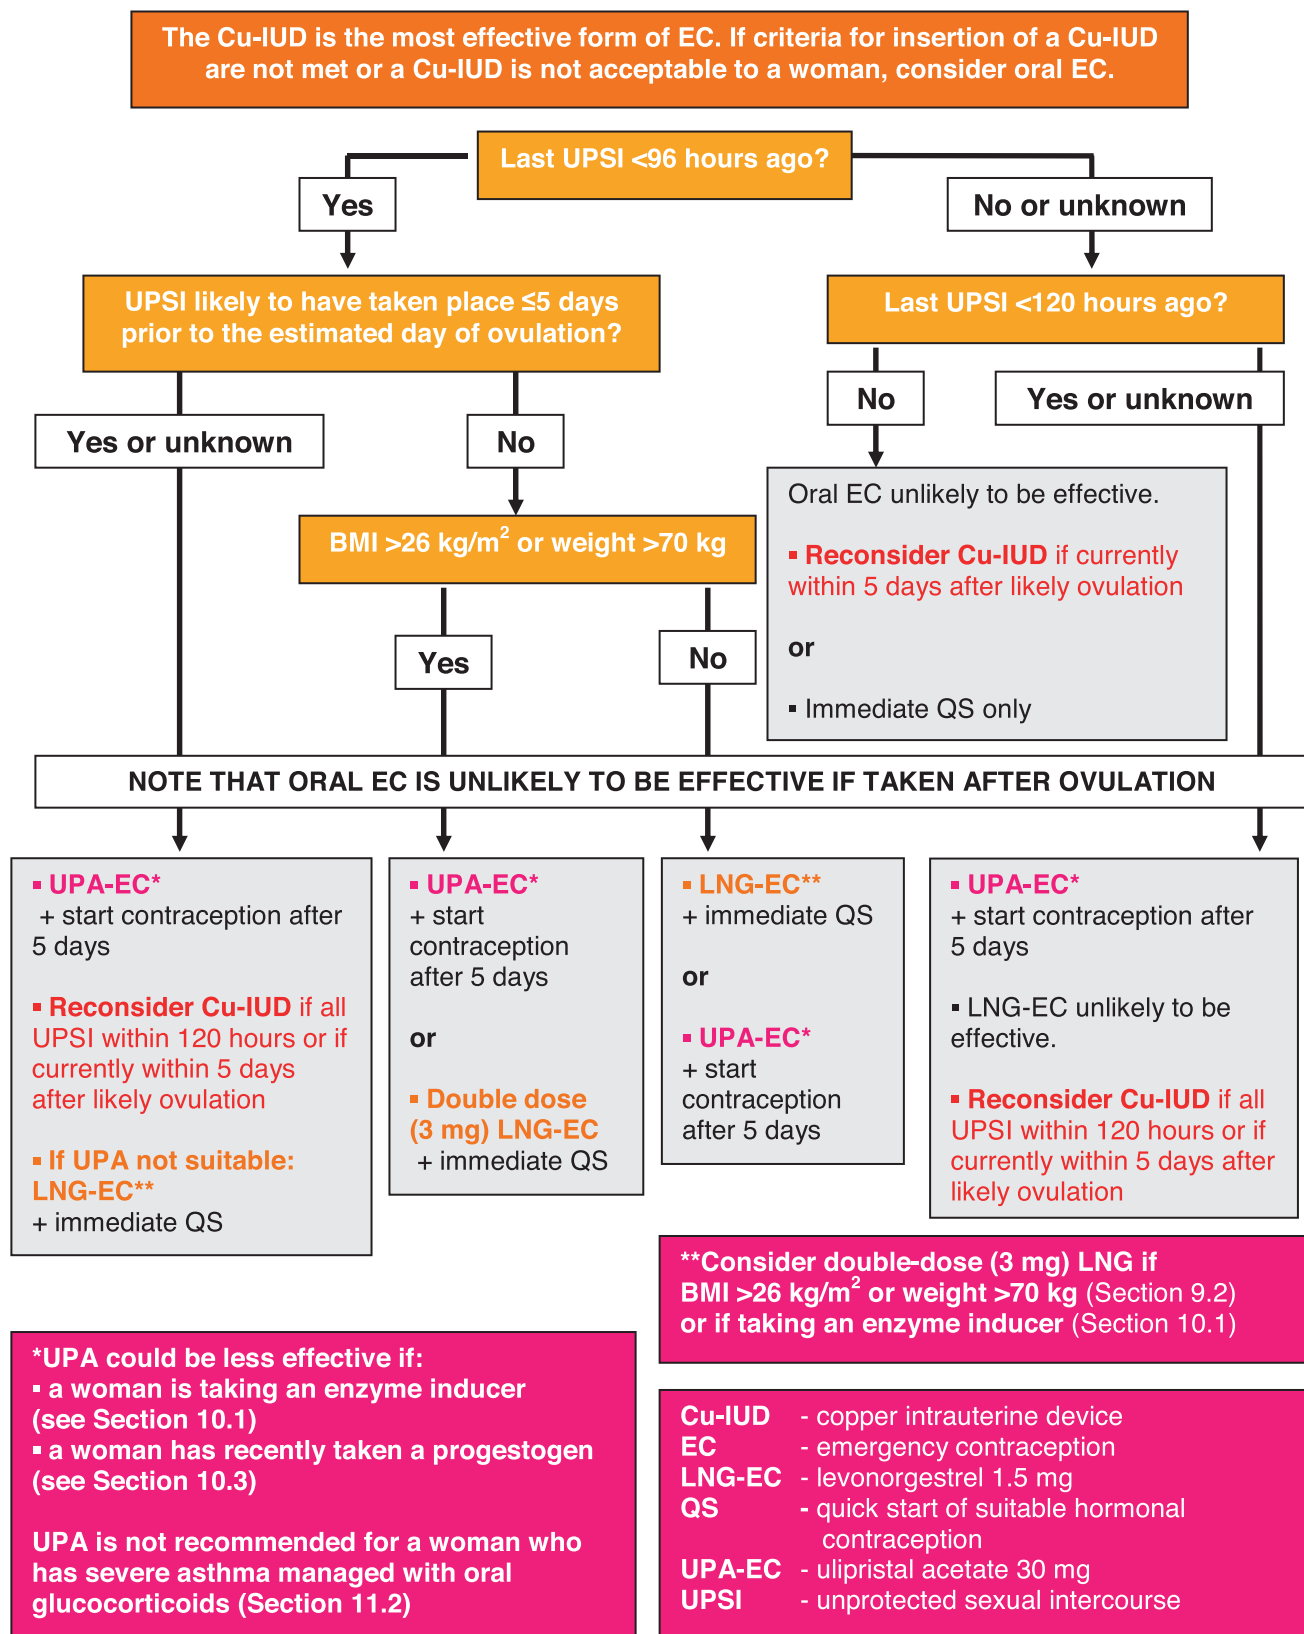 The Cu-IUD is the most effective form of EC. If criteria for insertion of a Cu-IUD
are not met or a Cu-IUD is not acceptable to a woman, consider oral EC.
Last UPSI <96 hours ago?
Yes
No or unknown
UPSI likely to have taken place ≤5 days
prior to the estimated day of ovulation?
Last UPSI <120 hours ago?
Yes or unknown
No
No
Yes or unknown
BMI >26 kg/m² or weight >70 kg
Yes
No
Oral EC unlikely to be effective.
▪ Reconsider Cu-IUD if currently
within 5 days after likely ovulation
or
▪ Immediate QS only
NOTE THAT ORAL EC IS UNLIKELY TO BE EFFECTIVE IF TAKEN AFTER OVULATION
▪ UPA-EC*
+ start contraception after
5 days
▪ Reconsider Cu-IUD if all
UPSI within 120 hours or if
currently within 5 days
after likely ovulation
▪ If UPA not suitable:
LNG-EC**
+ immediate QS
▪ UPA-EC*
+ start
contraception
after 5 days
or
▪ Double dose
(3 mg) LNG-EC
+ immediate QS
▪ LNG-EC**
+ immediate QS
or
▪ UPA-EC*
+ start
contraception
after 5 days
▪ UPA-EC*
+ start contraception after
5 days
▪ LNG-EC unlikely to be
effective.
▪ Reconsider Cu-IUD if all
UPSI within 120 hours or if
currently within 5 days after
likely ovulation
**Consider double-dose (3 mg) LNG if
BMI >26 kg/m² or weight >70 kg (Section 9.2)
or if taking an enzyme inducer (Section 10.1)
*UPA could be less effective if:
▪ a woman is taking an enzyme inducer
(see Section 10.1)
▪ a woman has recently taken a progestogen
(see Section 10.3)
UPA is not recommended for a woman who
has severe asthma managed with oral
glucocorticoids (Section 11.2)
Cu-IUD - copper intrauterine device
EC - emergency contraception
LNG-EC - levonorgestrel 1.5 mg
QS - quick start of suitable hormonal
contraception
UPA-EC - ulipristal acetate 30 mg
UPSI - unprotected sexual intercourse